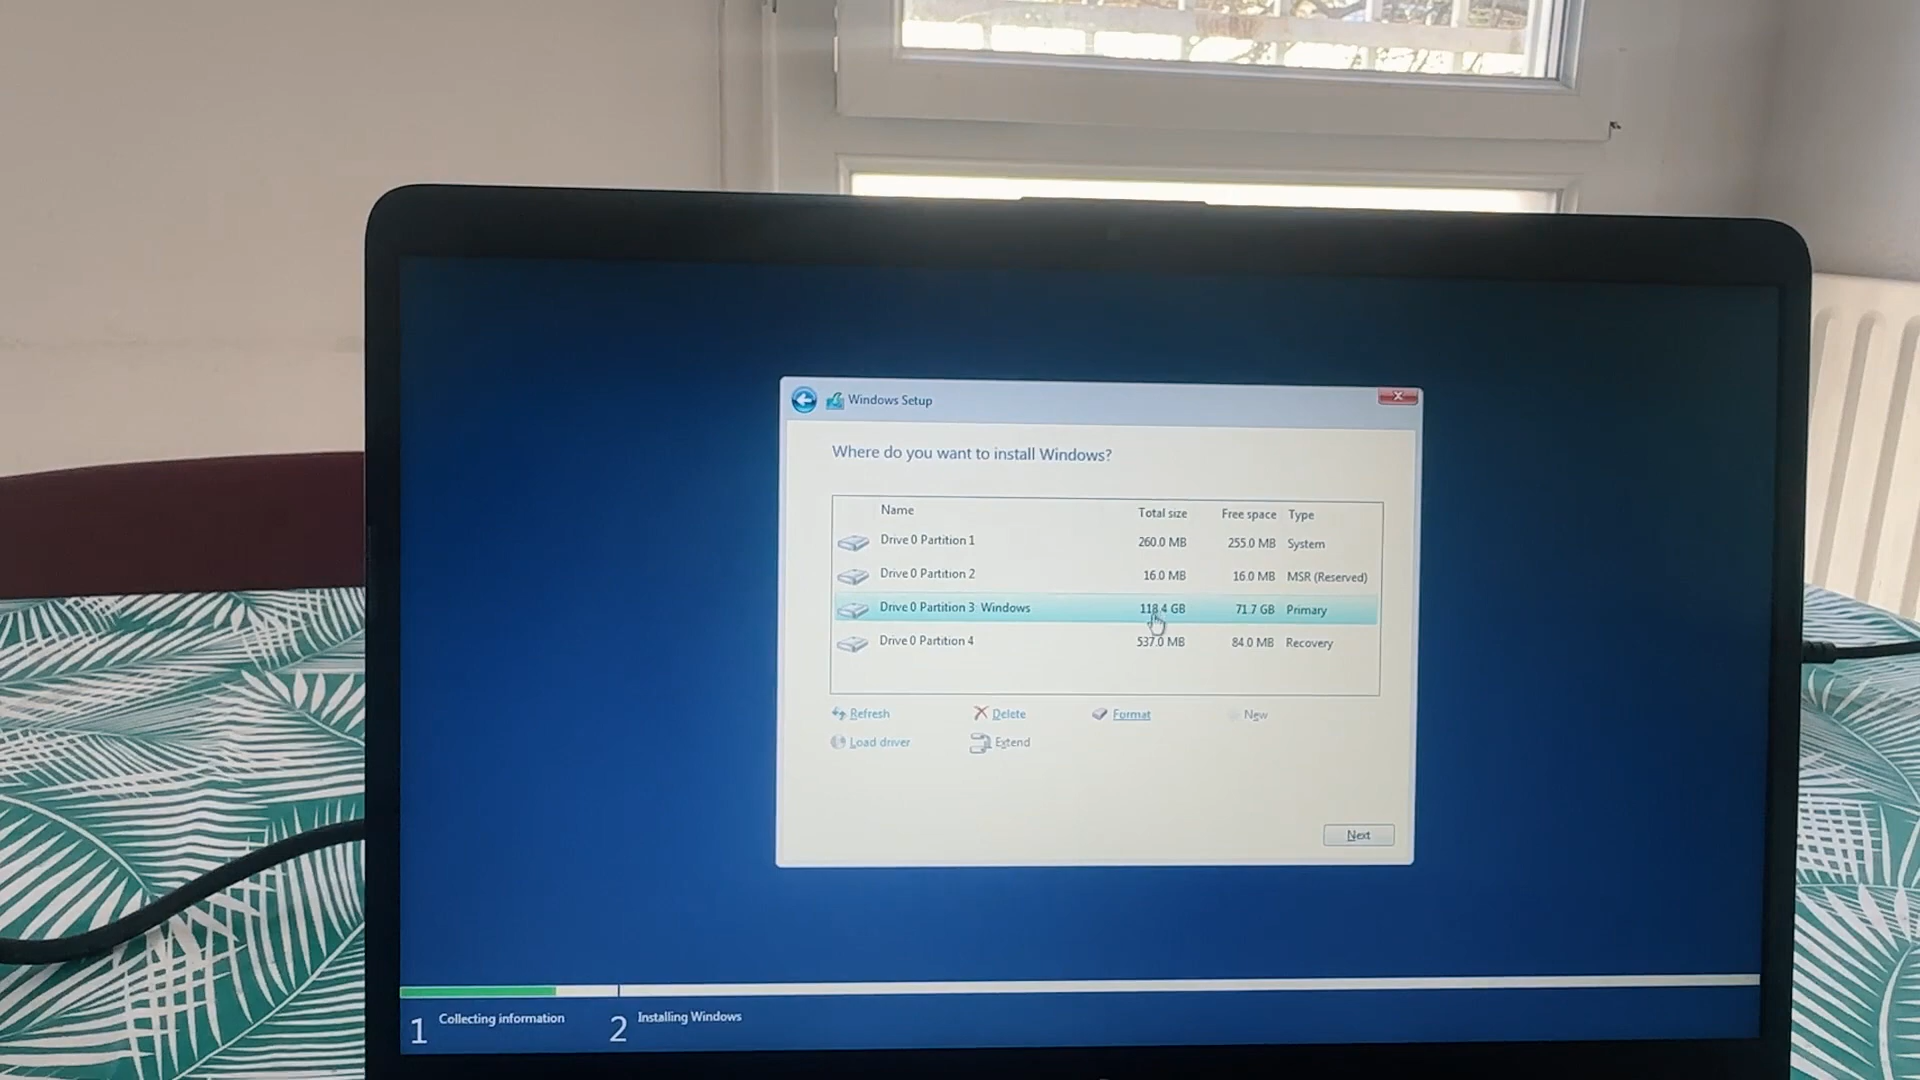 Windows Setup
Where do you want to install Windows?
Name Total size Free space Type
Drive 0 Partition 1 260.0 MB 255.0 MB System
Drive 0 Partition 2 16.0 MB 16.0 MB MSR (Reserved)
Drive 0 Partition 3: Windows 118.4 GB 71.7 GB Primary
Drive 0 Partition 4 537.0 MB 84.0 MB Recovery
Refresh Delete Format New
Load driver Extend
Next
1 Collecting information 2 Installing Windows